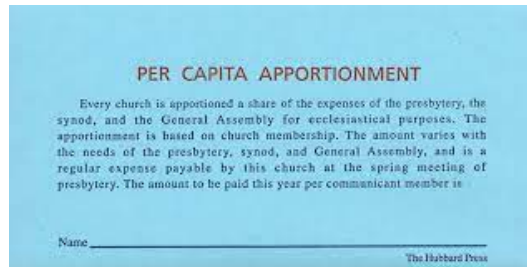 PER CAPITA APPORTIONMENT
Every church is apportioned a share of the expenses of the presbytery, the
synod, and the General Assembly for ecclesiastical purposes. The
apportionment is based on church membership. The amount varies with
the needs of the presbytery, synod, and General Assembly, and is a
regular expense payable by this church at the spring meeting of
presbytery. The amount to be paid this year per communicant member is
Name
The Hubbard Press